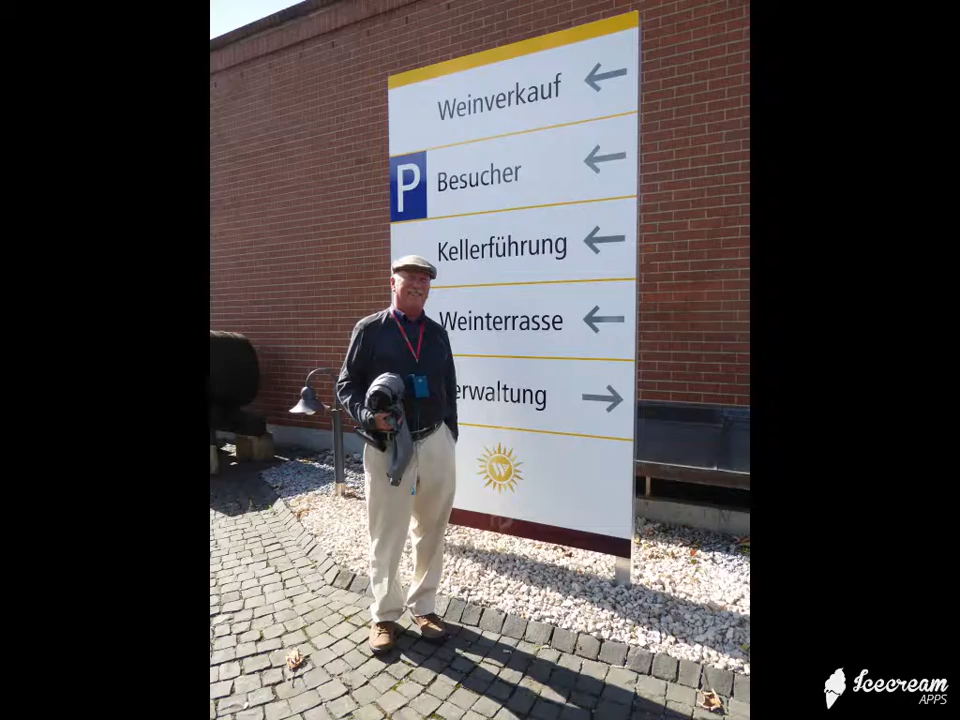 Weinverkauf
P Besucher
Kellerführung
Weinterrasse
erwaltung
W
Icecream
APPS